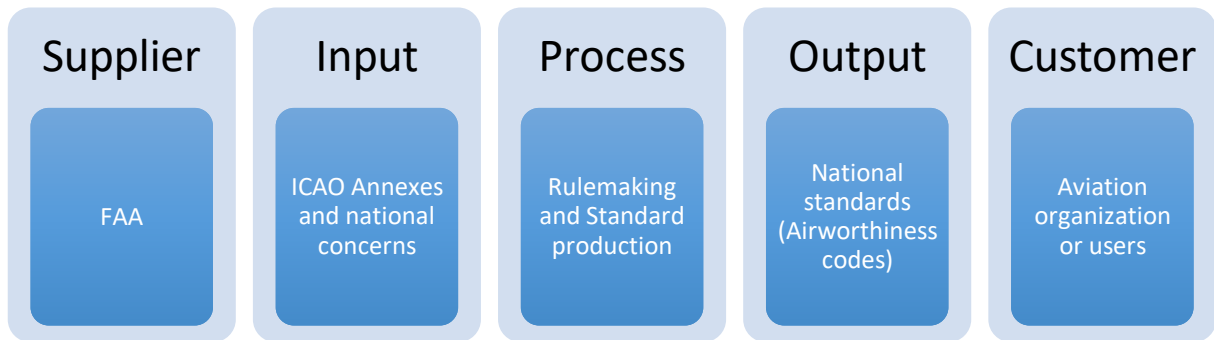 Supplier
FAA
Input
ICAO Annexes
and national
concerns
Process
Rulemaking
and Standard
production
Output
National
standards
(Airworthiness
codes)
Customer
Aviation
organization
or users